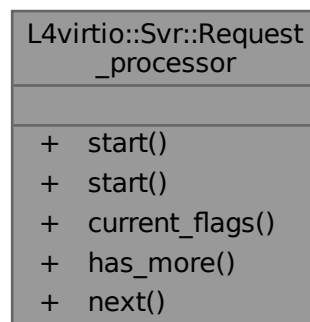 L4virtio::Svr::Request
_processor
+ start()
+ start()
+ current_flags()
+ has_more()
+ next()